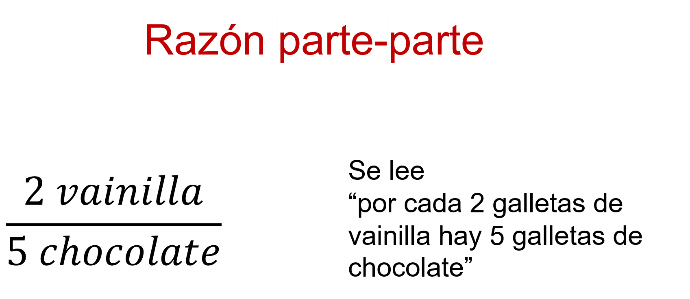 Razón parte-parte
2 vainilla
5 chocolate
Se lee
“por cada 2 galletas de
vainilla hay 5 galletas de
chocolate”